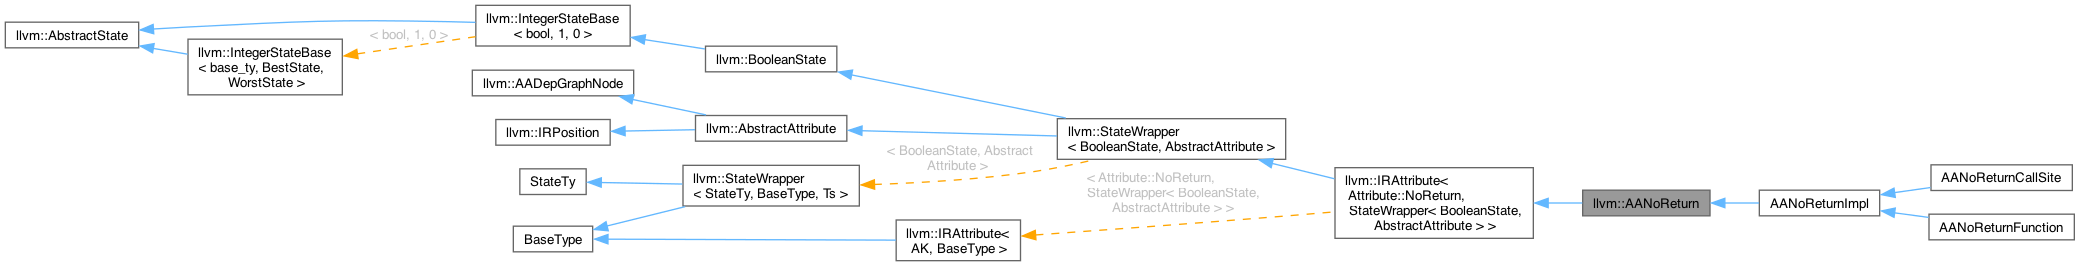 llvm::AbstractState
llvm::IntegerStateBase
< base_ty, BestState,
WorstState >
< bool, 1, 0 >
llvm::IntegerStateBase
< bool, 1, 0 >
llvm::AADepGraphNode
llvm::IRPosition
StateTy
BaseType
llvm::BooleanState
llvm::AbstractAttribute
llvm::StateWrapper
< StateTy, BaseType, Ts >
< BooleanState, Abstract
Attribute >
llvm::IRAttribute<
AK, BaseType >
llvm::StateWrapper
< BooleanState, AbstractAttribute >
< Attribute::NoReturn,
StateWrapper< BooleanState,
AbstractAttribute > >
llvm::IRAttribute<
Attribute::NoReturn,
StateWrapper< BooleanState,
AbstractAttribute > >
llvm::AANoReturn
AANoReturnImpl
AANoReturnCallSite
AANoReturnFunction